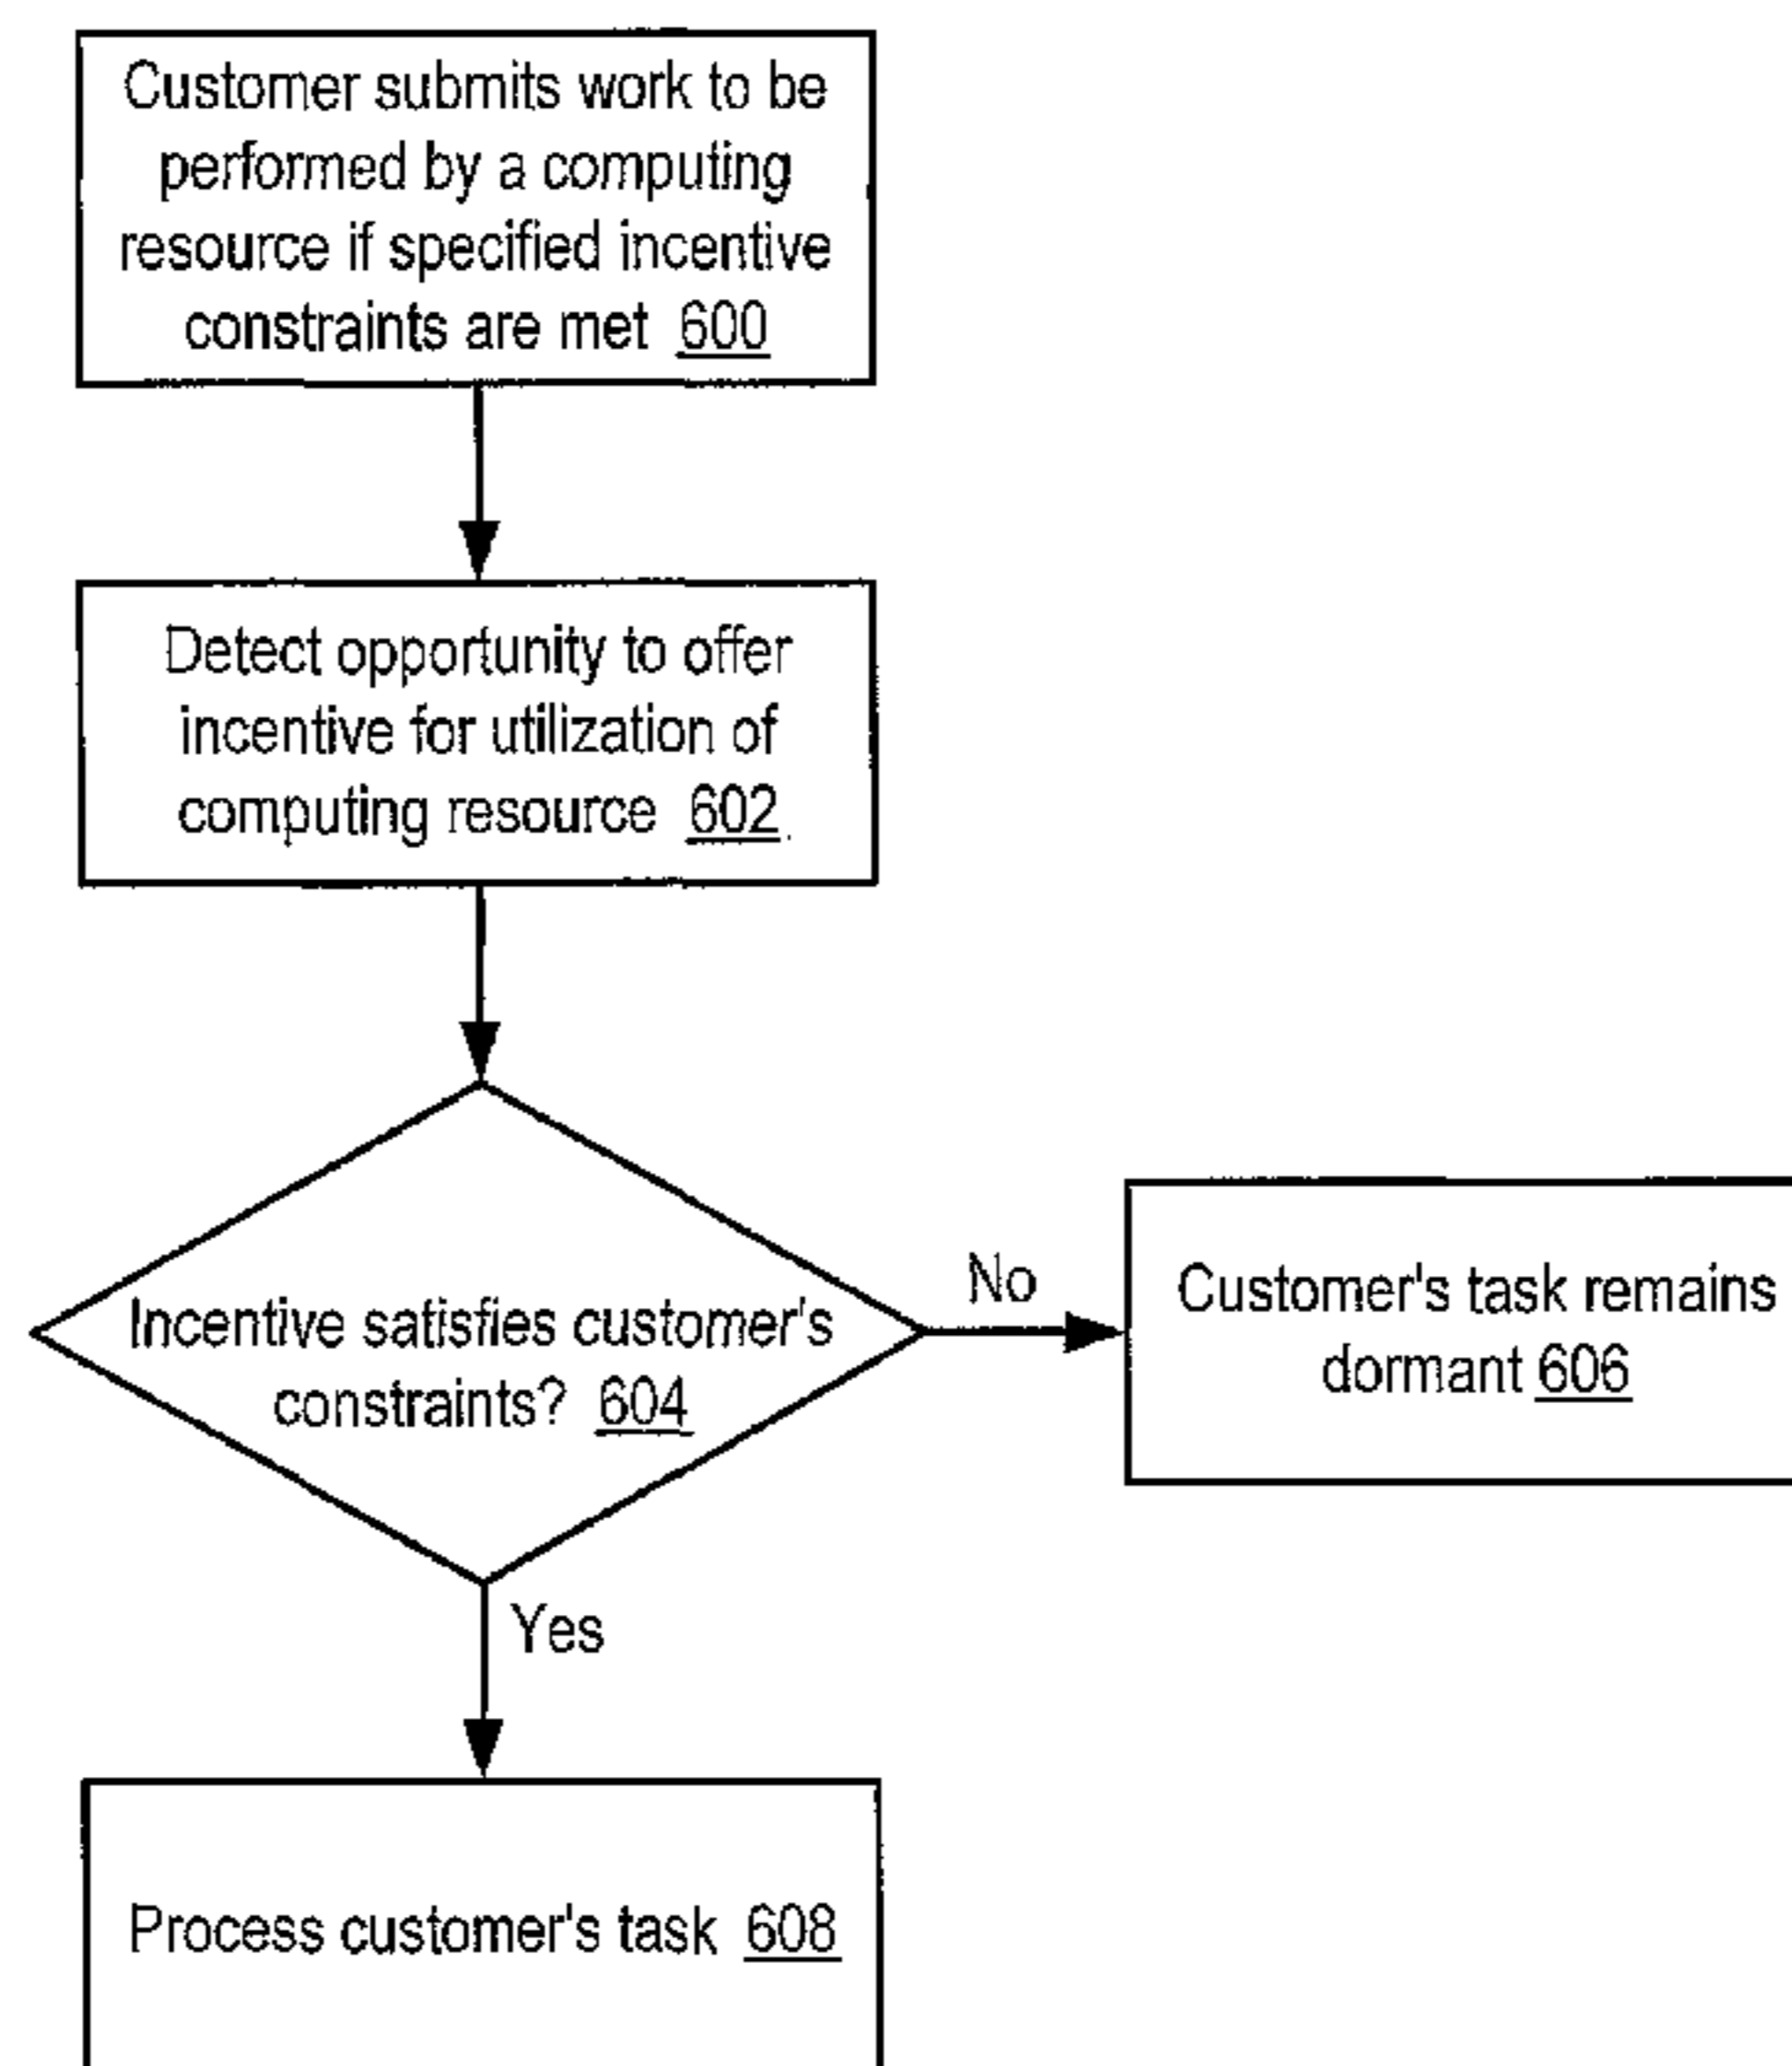 Customer submits work to be
performed by a computing
resource if specified incentive
constraints are met 600
Detect opportunity to offer
incentive for utilization of
computing resource 602
Incentive satisfies customer's
constraints? 604
No
Customer's task remains
dormant 606
Yes
Process customer's task 608